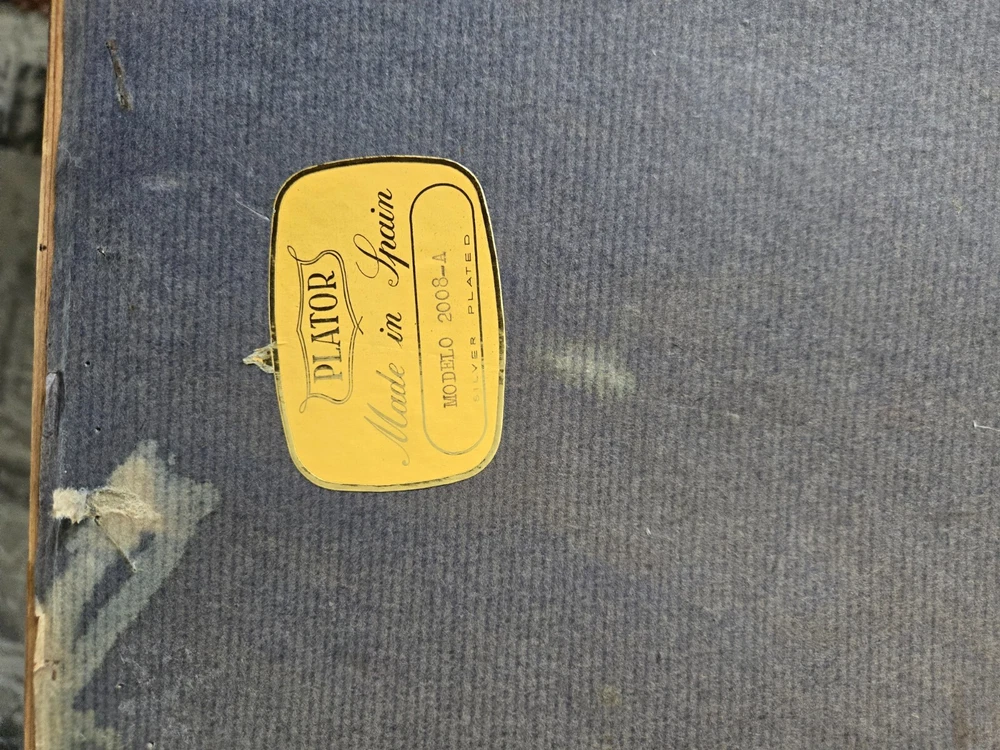 PLATOR
Made in Spain
MODELO 2008-A
SILVER PLATED